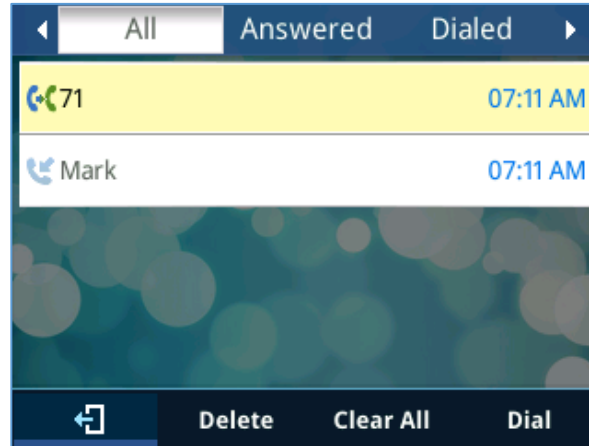 All Answered Dialed
71 07:11 AM
Mark 07:11 AM
Delete Clear All Dial